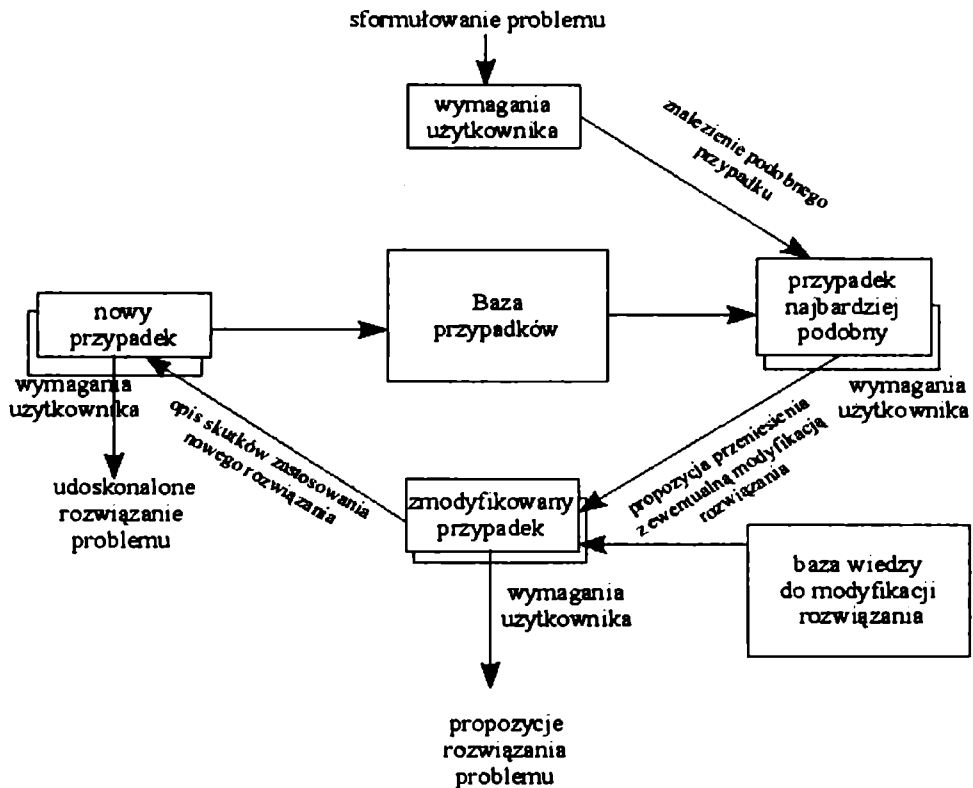 sformułowanie problemu
wymagania
użytkownika
znalezienie podobnego
przypadku
nowy
przypadek
Baza
przypadków
przypadek
najbardziej
podobny
wymagania
użytkownika
wymagania
użytkownika
opis skutków zastosowania
nowego rozwiązania
propozycja przeniesienia
z ewentualną modyfikacją
rozwiązania
udoskonalone
rozwiązanie
problemu
zmodyfikowany
przypadek
baza wiedzy
do modyfikacji
rozwiązania
wymagania
użytkownika
propozycje
rozwiązania
problemu